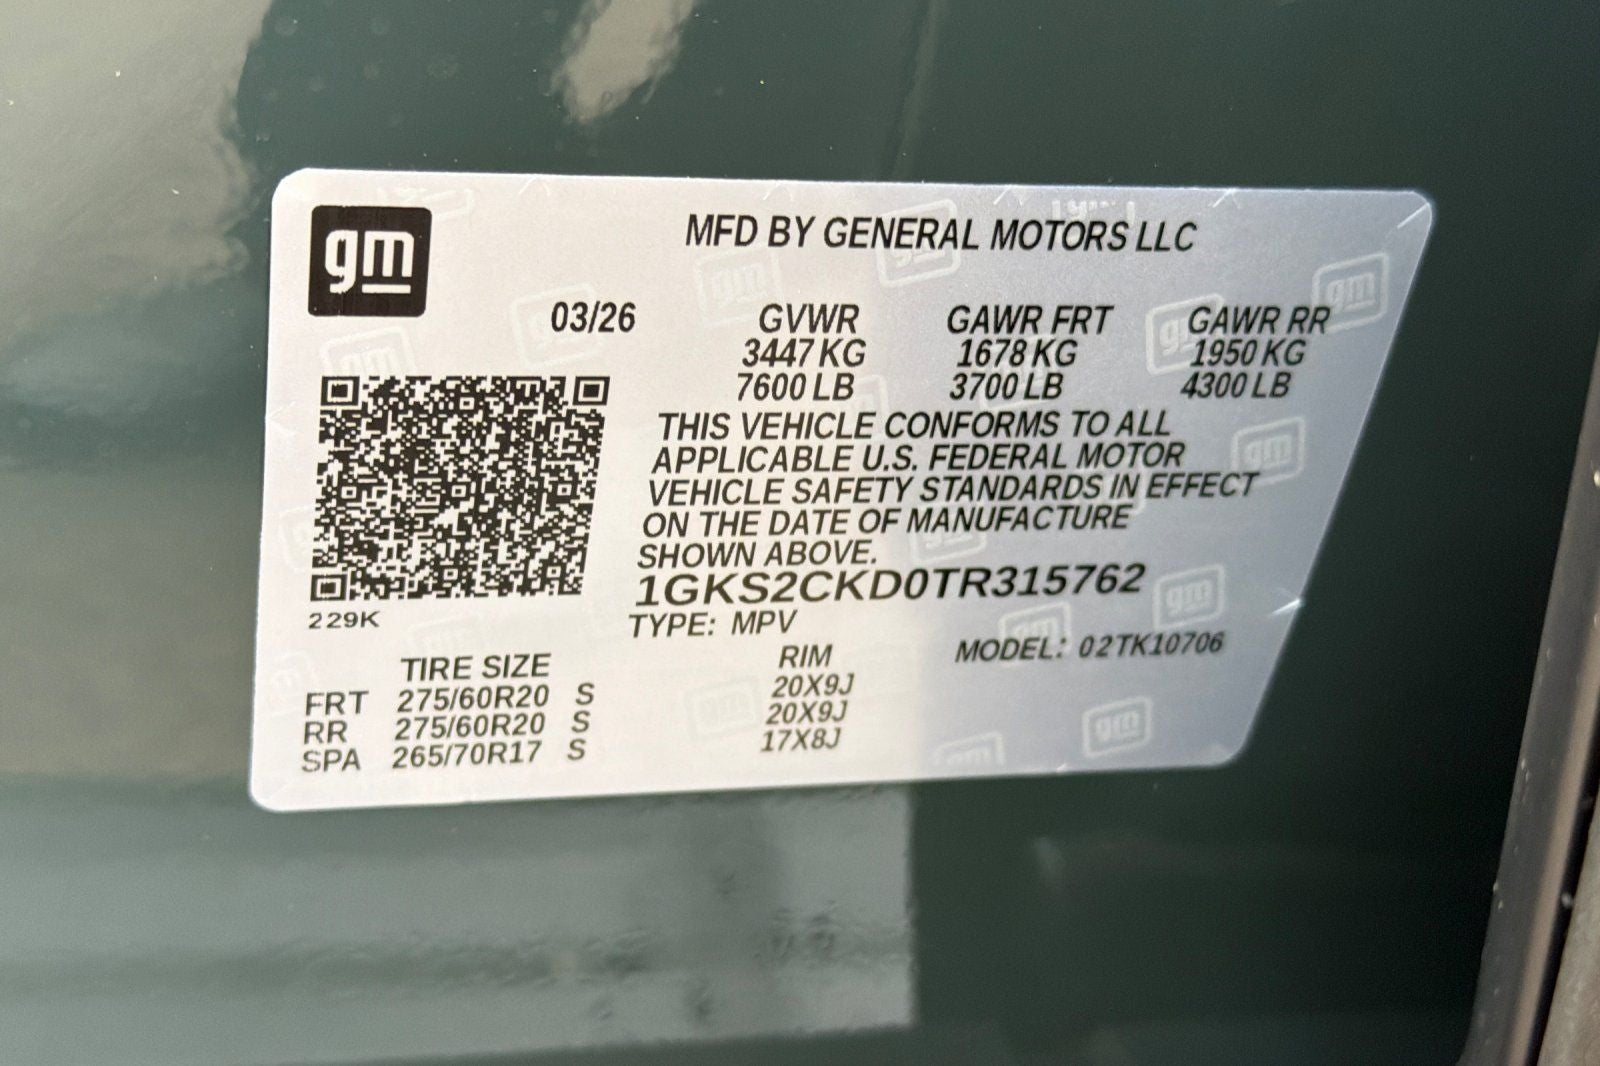 gm
MFD BY GENERAL MOTORS LLC
03/26 GVWR GAWR FRT GAWR RR
3447 KG 1678 KG 1950 KG
7600 LB 3700 LB 4300 LB
THIS VEHICLE CONFORMS TO ALL
APPLICABLE U.S. FEDERAL MOTOR
VEHICLE SAFETY STANDARDS IN EFFECT
ON THE DATE OF MANUFACTURE
SHOWN ABOVE.
1GKS2CKD0TR315762
229K
TYPE: MPV MODEL: 02TK10706
TIRE SIZE RIM
FRT 275/60R20 S 20X9J
RR 275/60R20 S 20X9J
SPA 265/70R17 S 17X8J